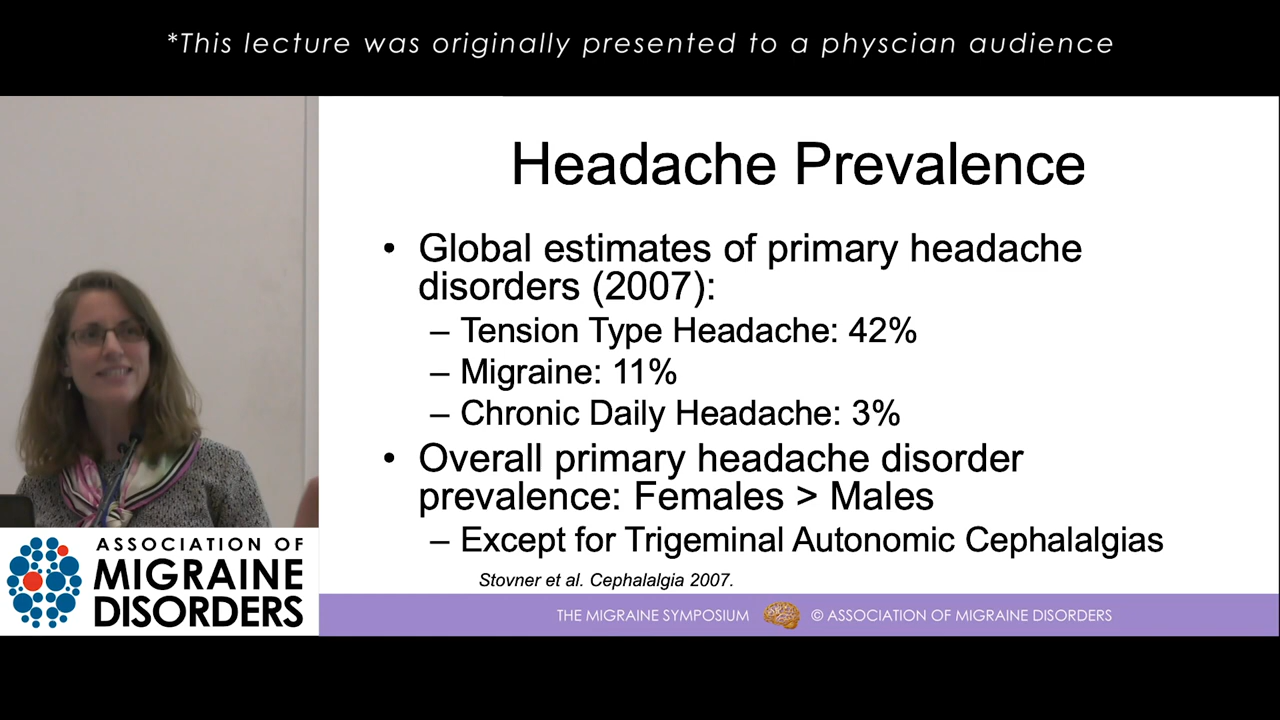 *This lecture was originally presented to a physcian audience
Headache Prevalence
• Global estimates of primary headache
disorders (2007):
– Tension Type Headache: 42%
– Migraine: 11%
– Chronic Daily Headache: 3%
• Overall primary headache disorder
prevalence: Females > Males
– Except for Trigeminal Autonomic Cephalalgias
Stovner et al. Cephalalgia 2007.
ASSOCIATION OF
MIGRAINE
DISORDERS
THE MIGRAINE SYMPOSIUM © ASSOCIATION OF MIGRAINE DISORDERS